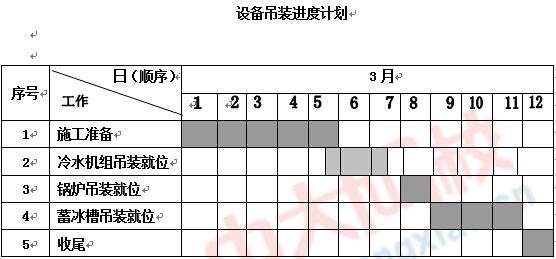 设备吊装进度计划
日（顺序） 3 月
序号 工作 1 2 3 4 5 6 7 8 9 10 11 12
1 施工准备
2 冷水机组吊装就位
3 锅炉吊装就位
4 蓄冰槽吊装就位
5 收尾